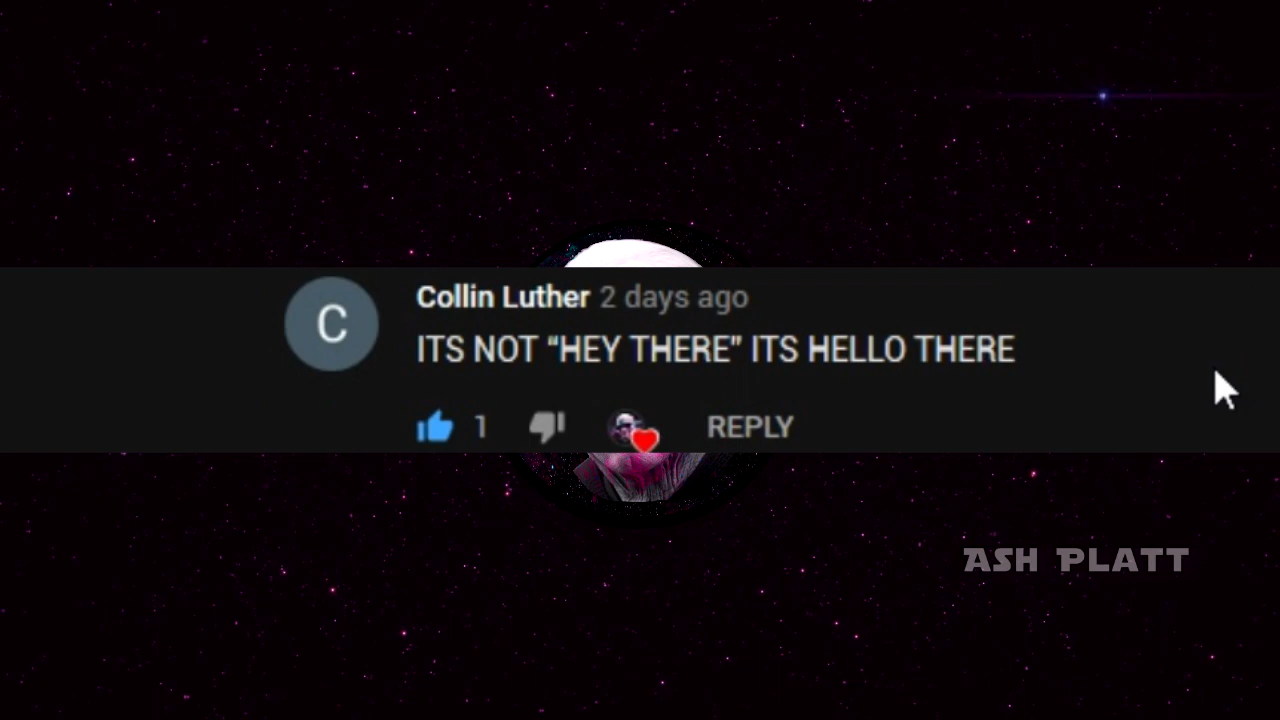 C
Collin Luther 2 days ago
ITS NOT “HEY THERE” ITS HELLO THERE
1
REPLY
ASH PLATT